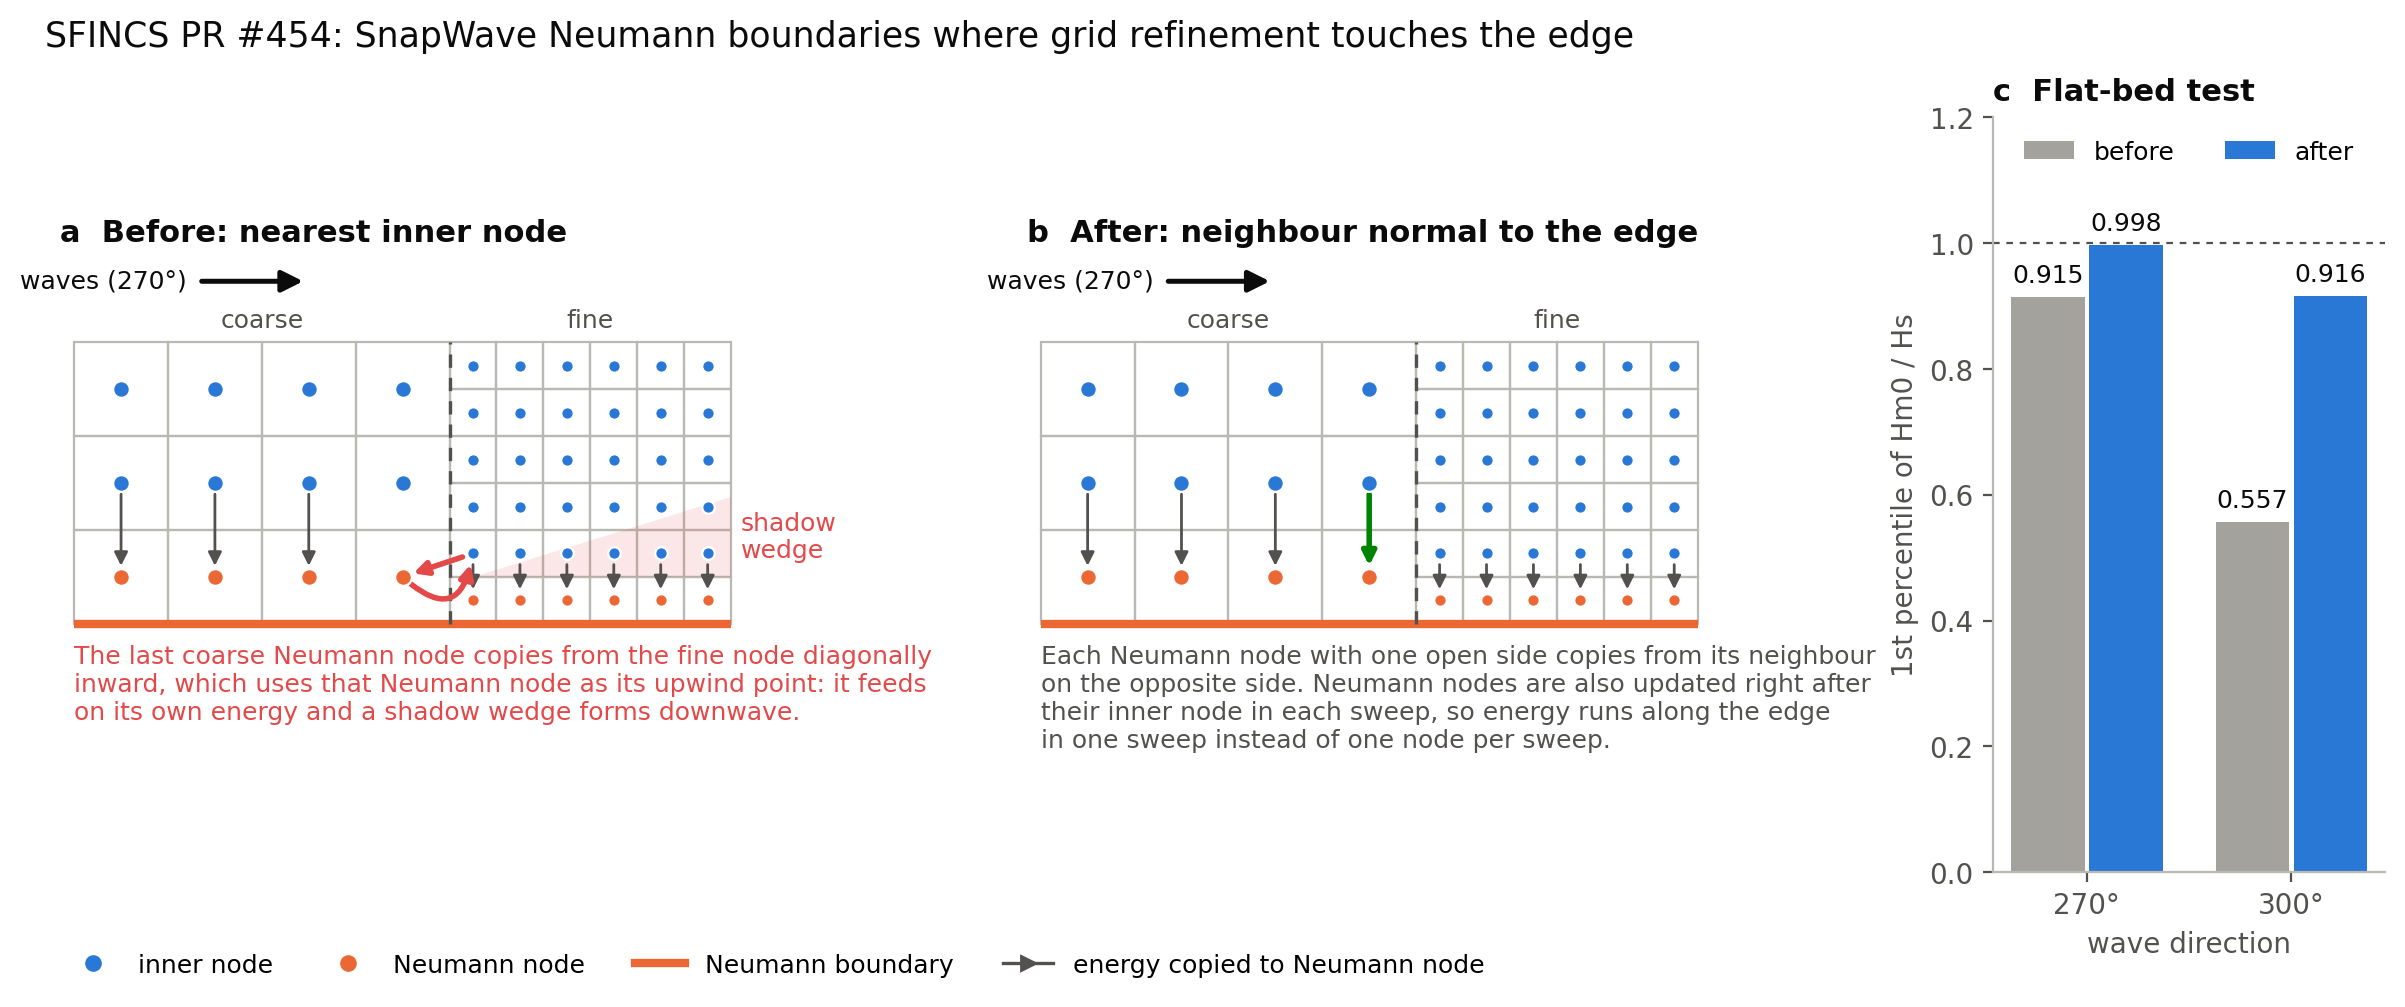 SFINCS PR #454: SnapWave Neumann boundaries where grid refinement touches the edge
a Before: nearest inner node
waves (270°)
coarse
fine
shadow
wedge
The last coarse Neumann node copies from the fine node diagonally
inward, which uses that Neumann node as its upwind point: it feeds
on its own energy and a shadow wedge forms downwave.
b After: neighbour normal to the edge
waves (270°)
coarse
fine
Each Neumann node with one open side copies from its neighbour
on the opposite side. Neumann nodes are also updated right after
their inner node in each sweep, so energy runs along the edge
in one sweep instead of one node per sweep.
c Flat-bed test
before
after
1.2
1.0
0.8
0.6
0.4
0.2
0.0
1st percentile of Hm0 / Hs
0.915
0.998
0.557
0.916
270°
300°
wave direction
inner node
Neumann node
Neumann boundary
energy copied to Neumann node